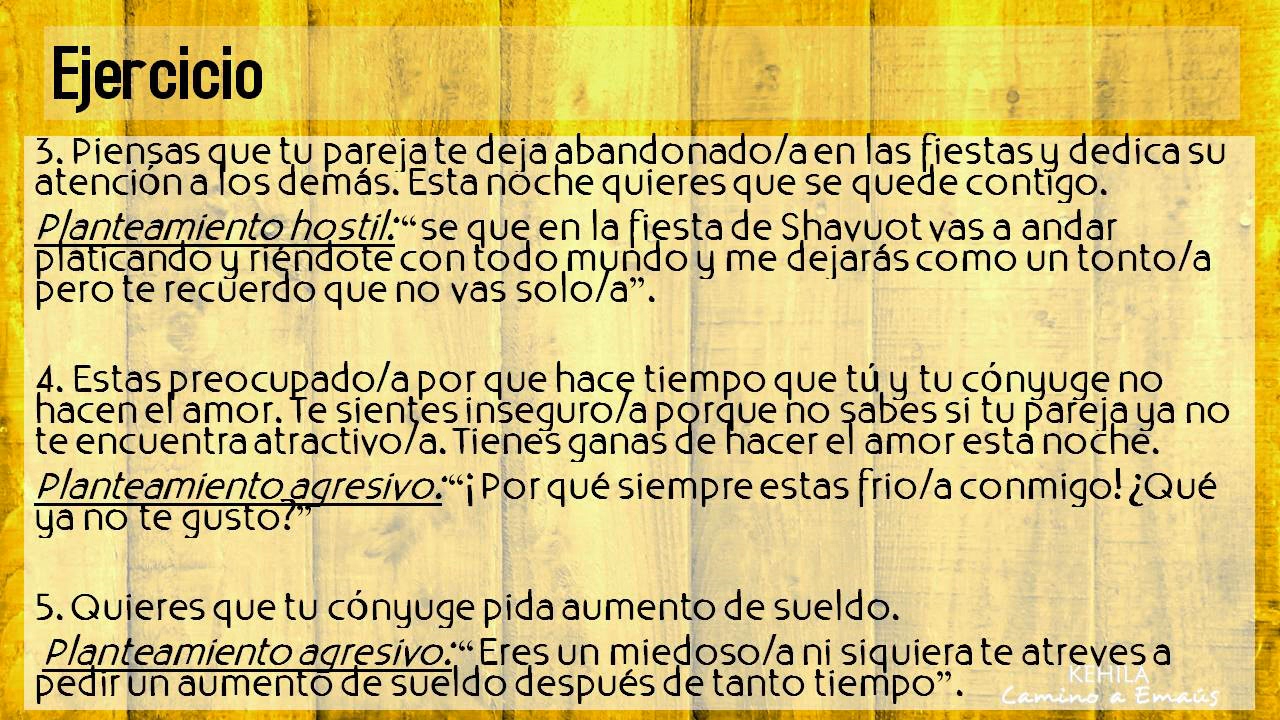 Ejercicio
3. Piensas que tu pareja te deja abandonado/a en las fiestas y dedica su
atención a los demás. Esta noche quieres que se quede contigo.
Planteamiento hostil:“se que en la fiesta de Shavuot vas a andar
platicando y riéndote con todo mundo y me dejarás como un tonto/a
pero te recuerdo que no vas solo/a”.
4. Estas preocupado/a por que hace tiempo que tú y tu cónyuge no
hacen el amor. Te sientes inseguro/a porque no sabes si tu pareja ya no
te encuentra atractivo/a. Tienes ganas de hacer el amor esta noche.
Planteamiento agresivo:““¡Por qué siempre estas frio/a conmigo! ¿Qué
ya no te gusto?”
5. Quieres que tu cónyuge pida aumento de sueldo.
Planteamiento agresivo:““Eres un miedoso/a ni siquiera te atreves a
pedir un aumento de sueldo después de tanto tiempo”.
KEHILA
Camino a Emaús